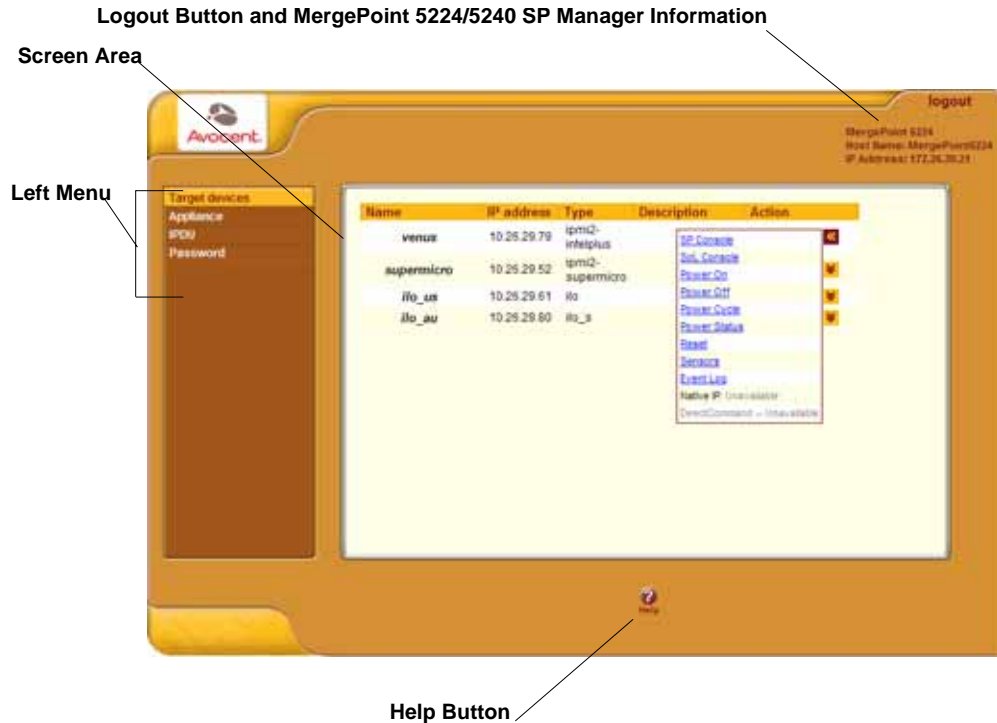 Logout Button and MergePoint 5224/5240 SP Manager Information
Screen Area
logout
Avocent.
MergePoint 5224
Host Name: MergePoint5224
IP Address: 172.26.30.21
Left Menu
Target devices
Appliance
IPDU
Password
Name IP address Type Description Action
venus 10.26.29.79 ipmi2-intelplus
supermicro 10.26.29.52 ipmi2-supermicro
ilo_us 10.26.29.61 ilo
ilo_au 10.26.29.80 ilo_s
SP Console
SoL Console
Power On
Power Off
Power Cycle
Power Status
Reset
Sensors
Event Log
Native IP: Unavailable
DirectCommand – Unavailable
Help
Help Button